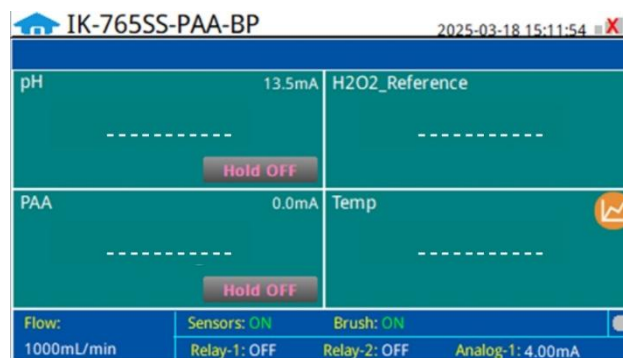 IK-765SS-PAA-BP
2025-03-18 15:11:54
pH 13.5mA
-----------
Hold OFF
H2O2_Reference
-----------
PAA 0.0mA
-----------
Hold OFF
Temp
-----------
Flow: Sensors: ON Brush: ON
1000mL/min Relay-1: OFF Relay-2: OFF Analog-1: 4.00mA